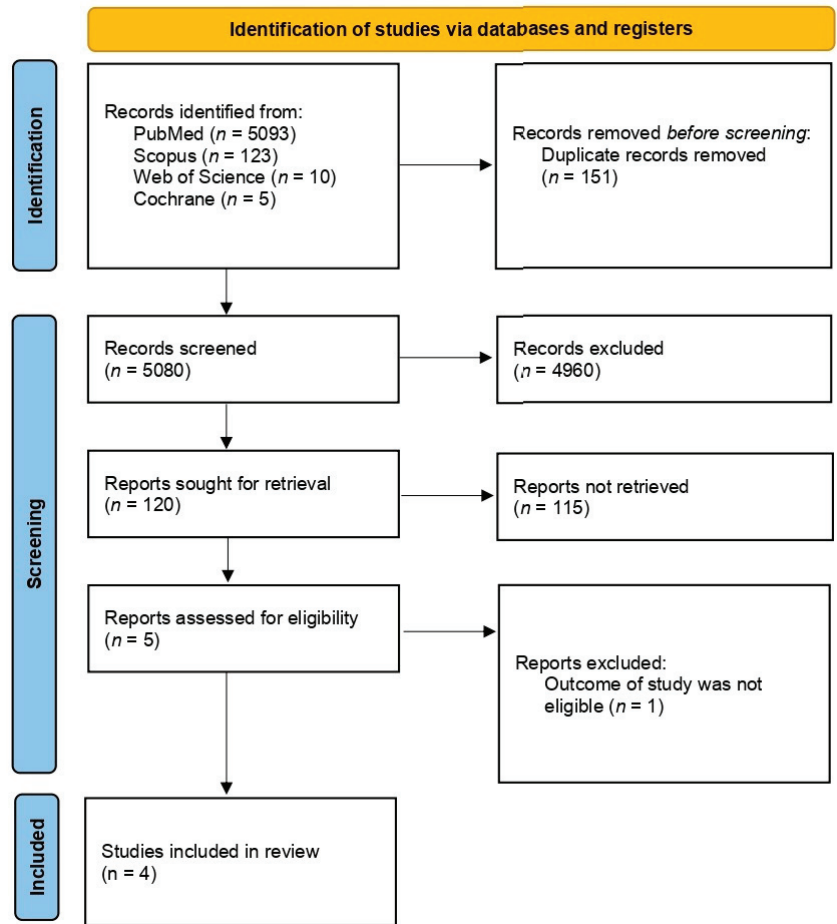 Identification of studies via databases and registers
Identification
Records identified from:
PubMed (n = 5093)
Scopus (n = 123)
Web of Science (n = 10)
Cochrane (n = 5)
Records removed before screening:
Duplicate records removed
(n = 151)
Screening
Records screened
(n = 5080)
Records excluded
(n = 4960)
Reports sought for retrieval
(n = 120)
Reports not retrieved
(n = 115)
Reports assessed for eligibility
(n = 5)
Reports excluded:
Outcome of study was not
eligible (n = 1)
Included
Studies included in review
(n = 4)